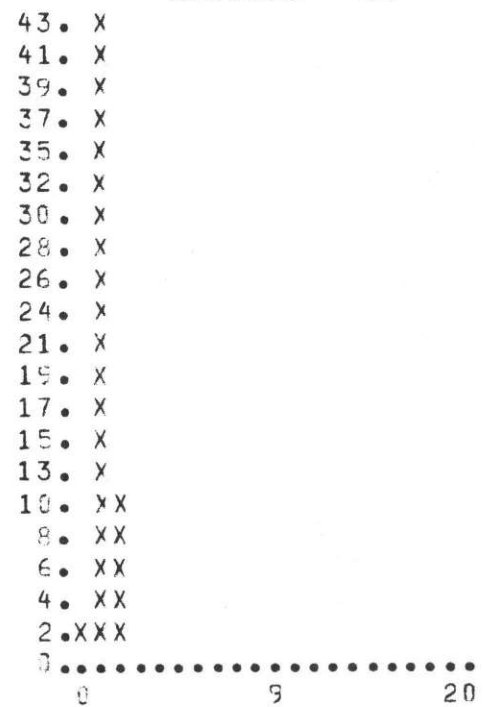 43. X
41. X
39. X
37. X
35. X
32. X
30. X
28. X
26. X
24. X
21. X
19. X
17. X
15. X
13. X
10. XX
8. XX
6. XX
4. XX
2.XXX
0................
0 9 20